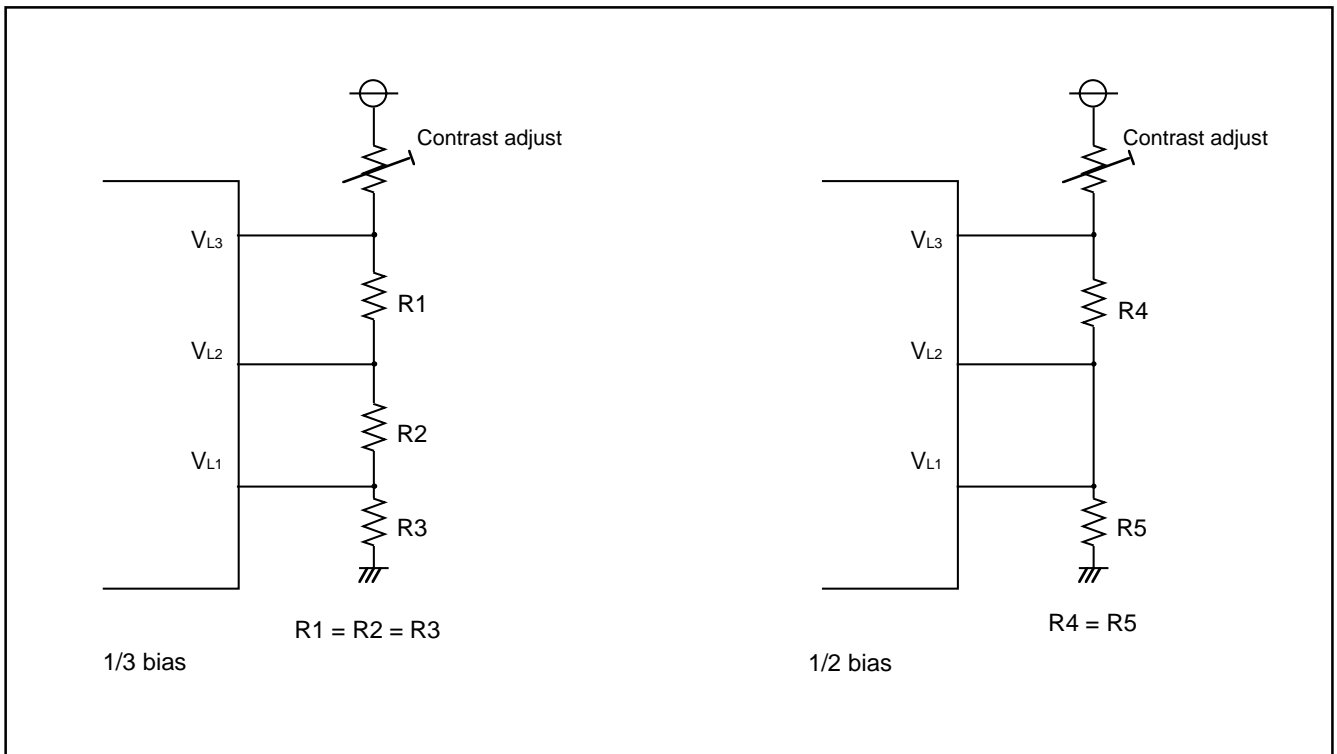 Contrast adjust
VL3
R1
VL2
R2
VL1
R3
R1 = R2 = R3
1/3 bias
Contrast adjust
VL3
R4
VL2
VL1
R5
R4 = R5
1/2 bias